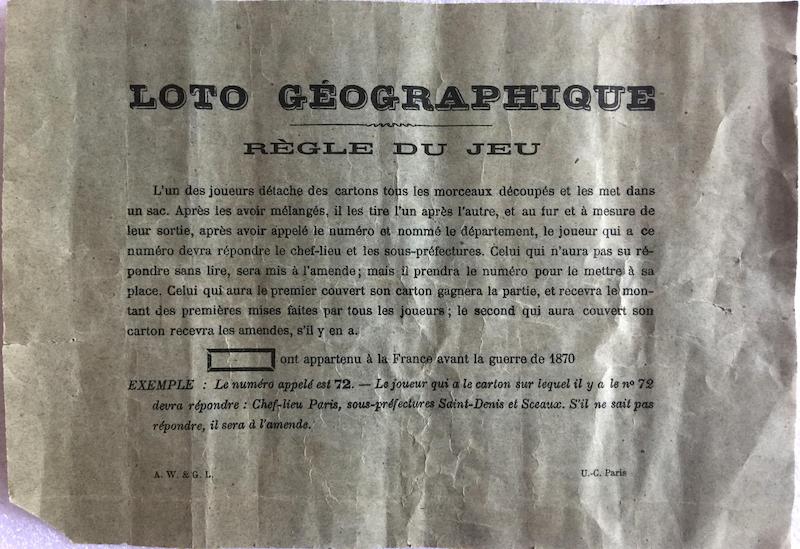 LOTO GÉOGRAPHIQUE
RÈGLE DU JEU
L'un des joueurs détache des cartons tous les morceaux découpés et les met dans
un sac. Après les avoir mélangés, il les tire l'un après l'autre, et au fur et à mesure de
leur sortie, après avoir appelé le numéro et nommé le département, le joueur qui a ce
numéro devra répondre le chef-lieu et les sous-préfectures. Celui qui n'aura pas su ré-
pondre sans lire, sera mis à l'amende; mais il prendra le numéro pour le mettre à sa
place. Celui qui aura le premier couvert son carton gagnera la partie, et recevra le mon-
tant des premières mises faites par tous les joueurs; le second qui aura couvert son
carton recevra les amendes, s'il y en a.
ont appartenu à la France avant la guerre de 1870
EXEMPLE : Le numéro appelé est 72. — Le joueur qui a le carton sur lequel il y a le nº 72
devra répondre : Chef-lieu Paris, sous-préfectures Saint-Denis et Sceaux. S'il ne sait pas
répondre, il sera à l'amende.
A. W. & G. L.
U.-C. Paris